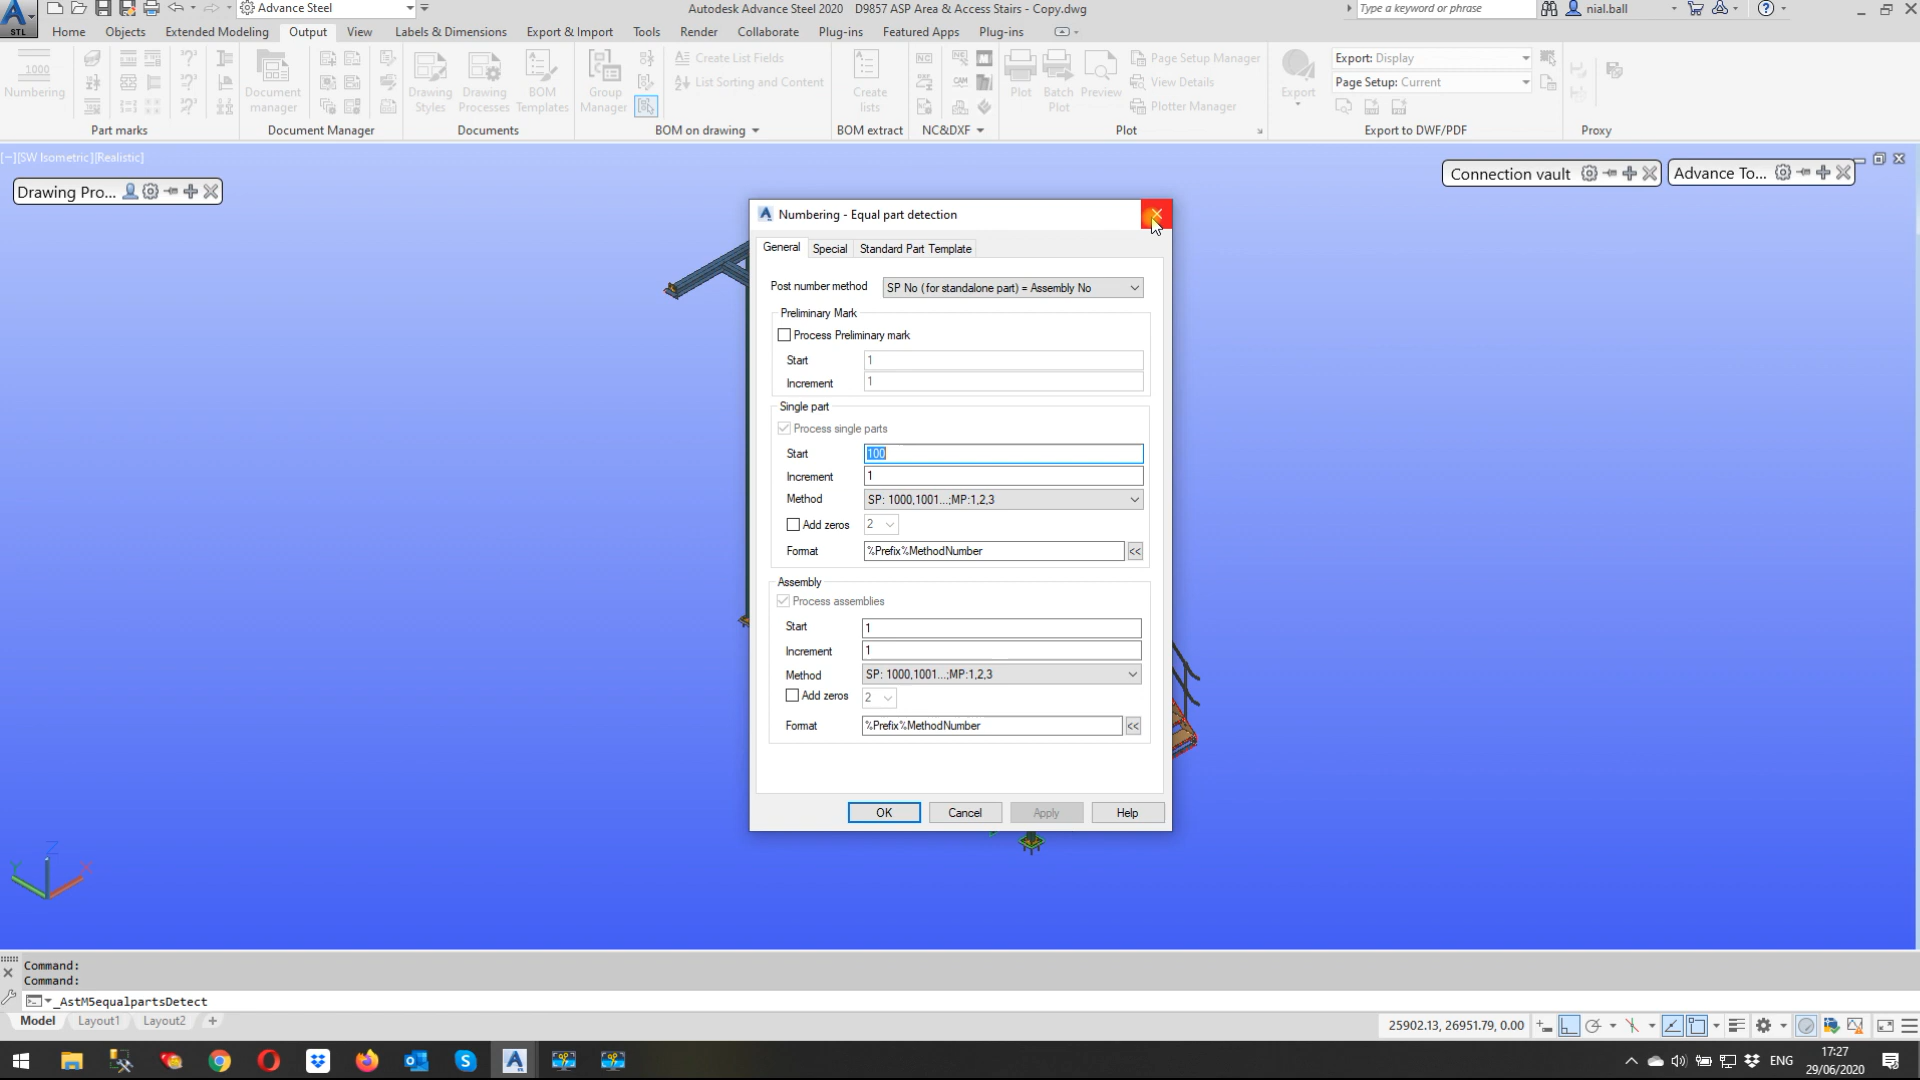 Advance Steel
Autodesk Advance Steel 2020 D9857 ASP Area & Access Stairs - Copy.dwg
Type a keyword or phrase
nial.ball
STL
Home Objects Extended Modeling Output View Labels & Dimensions Export & Import Tools Render Collaborate Plug-ins Featured Apps Plug-ins
Numbering
Document manager
Drawing Styles
Drawing Processes
BOM Templates
Group Manager
Create List Fields
List Sorting and Content
Create lists
NC
CAM
Plot
Batch Plot
Preview
Page Setup Manager
View Details
Plotter Manager
Export
Export: Display
Page Setup: Current
Part marks
Document Manager
Documents
BOM on drawing
BOM extract
NC&DXF
Plot
Export to DWF/PDF
Proxy
[−][SW Isometric][Realistic]
Drawing Pro...
Connection vault
Advance To...
Numbering - Equal part detection
General Special Standard Part Template
Post number method SP No (for standalone part) = Assembly No
Preliminary Mark
Process Preliminary mark
Start 1
Increment 1
Single part
Process single parts
Start 100
Increment 1
Method SP: 1000,1001...;MP:1,2,3
Add zeros 2
Format %Prefix%MethodNumber <<
Assembly
Process assemblies
Start 1
Increment 1
Method SP: 1000,1001...;MP:1,2,3
Add zeros 2
Format %Prefix%MethodNumber <<
OK Cancel Apply Help
Z
Y
X
Command:
Command:
_AstM5equalpartsDetect
Model Layout1 Layout2 +
25902.13, 26951.79, 0.00
ENG
17:27
29/06/2020